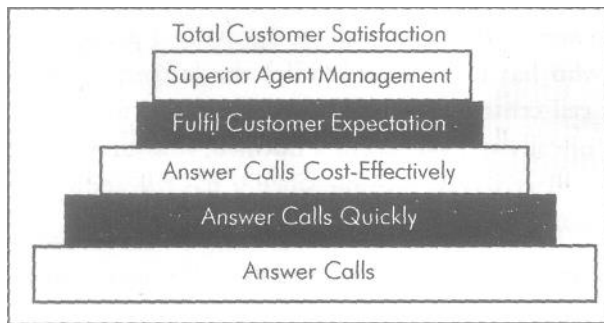 Total Customer Satisfaction
Superior Agent Management
Fulfil Customer Expectation
Answer Calls Cost-Effectively
Answer Calls Quickly
Answer Calls